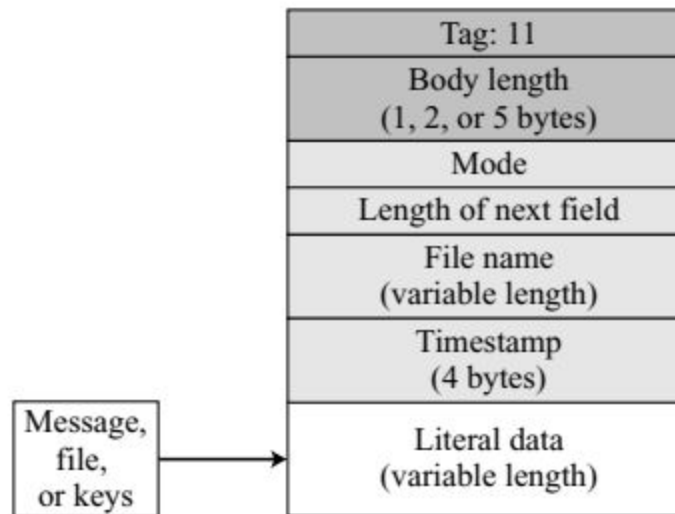 Tag: 11
Body length
(1, 2, or 5 bytes)
Mode
Length of next field
File name
(variable length)
Timestamp
(4 bytes)
Message,
file,
or keys
Literal data
(variable length)